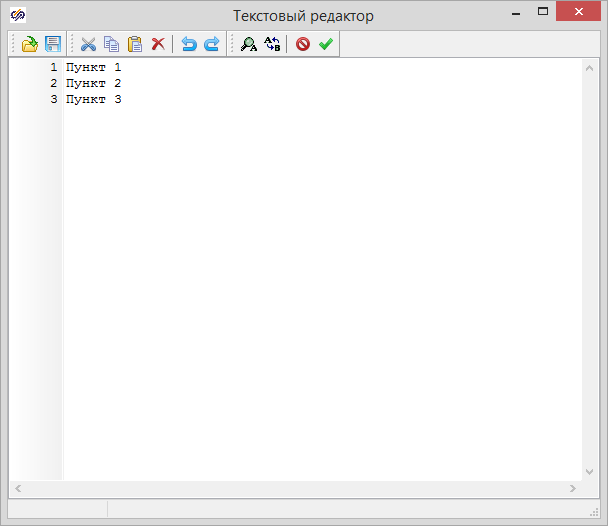 Текстовый редактор
1 Пункт 1
2 Пункт 2
3 Пункт 3